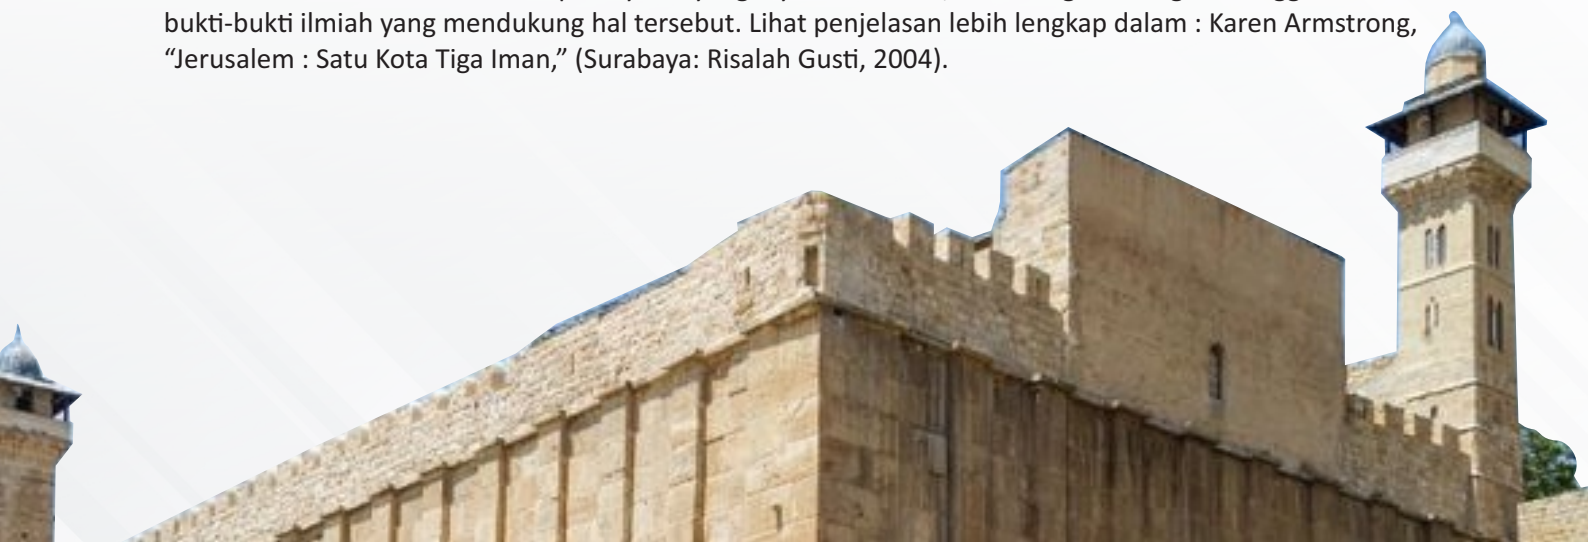 bukti-bukti ilmiah yang mendukung hal tersebut. Lihat penjelasan lebih lengkap dalam : Karen Armstrong,
“Jerusalem : Satu Kota Tiga Iman,” (Surabaya: Risalah Gusti, 2004).